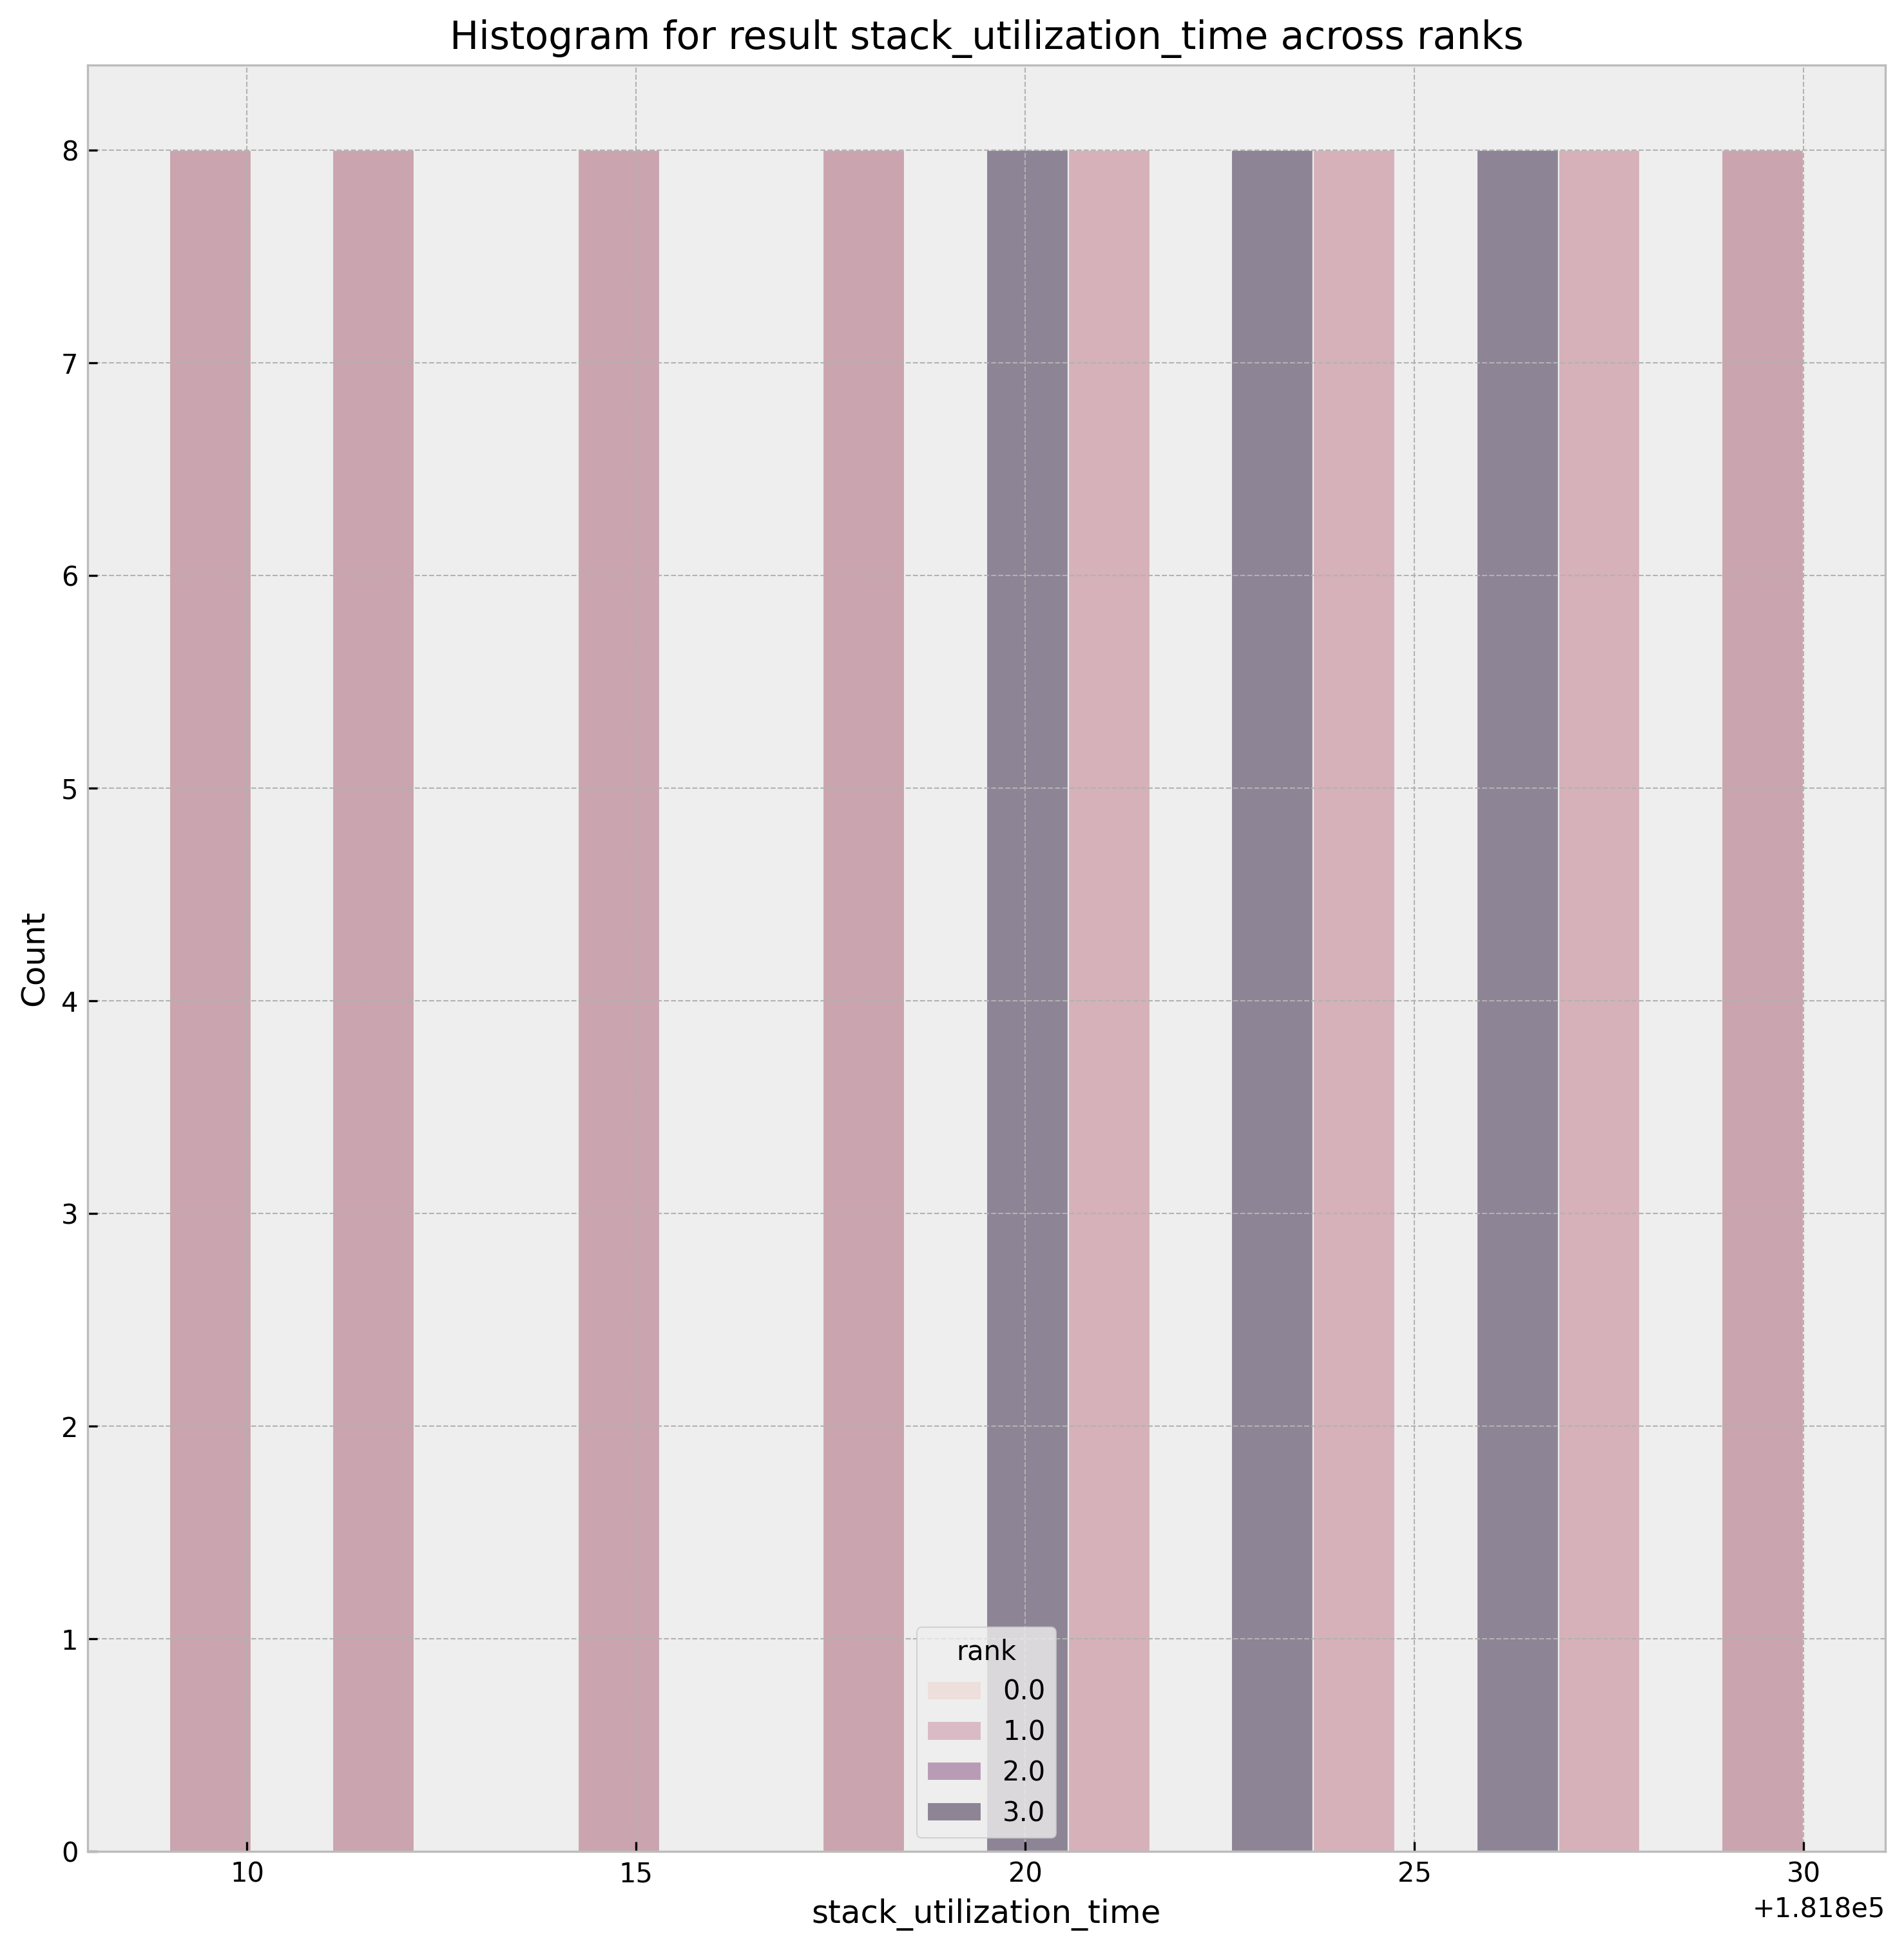 Histogram for result stack_utilization_time across ranks
8
7
6
5
4
3
2
1
0
Count
rank
0.0
1.0
2.0
3.0
10 15 20 25 30
stack_utilization_time
+1.818e5